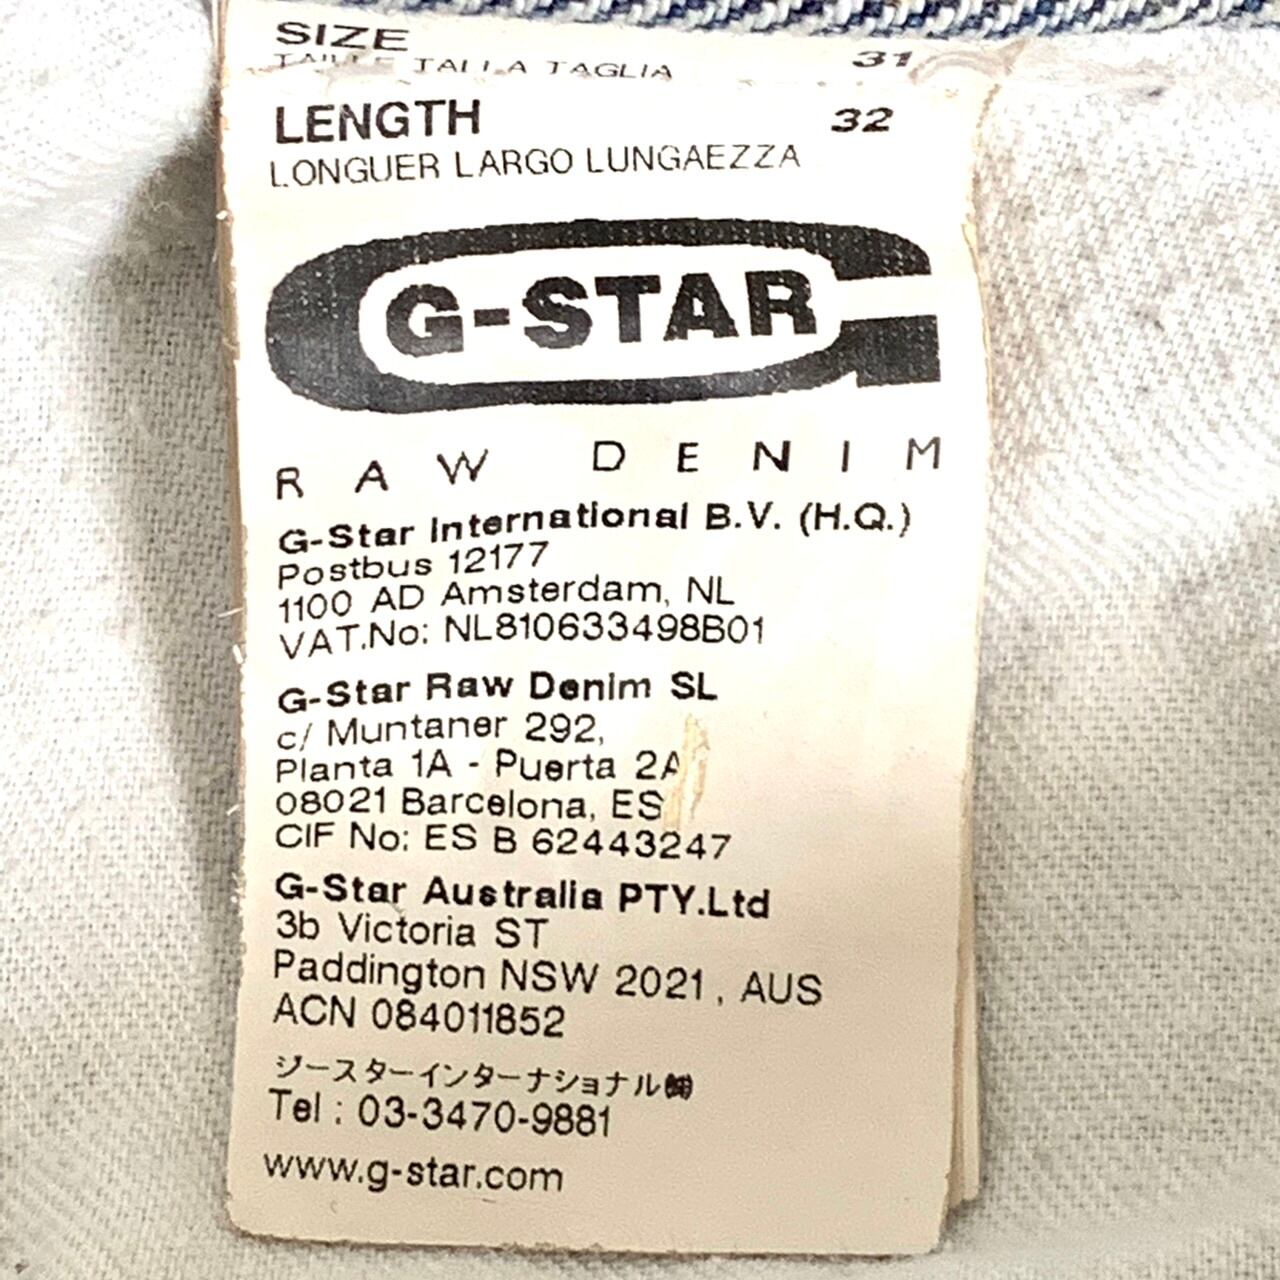 SIZE 31
TAILLE TALLA TAGLIA
LENGTH 32
LONGUER LARGO LUNGAEZZA
G-STAR
RAW DENIM
G-Star International B.V. (H.Q.)
Postbus 12177
1100 AD Amsterdam, NL
VAT.No: NL810633498B01
G-Star Raw Denim SL
c/ Muntaner 292,
Planta 1A - Puerta 2A
08021 Barcelona, ES
CIF No: ES B 62443247
G-Star Australia PTY.Ltd
3b Victoria ST
Paddington NSW 2021, AUS
ACN 084011852
ジースターインターナショナル㈱
Tel : 03-3470-9881
www.g-star.com